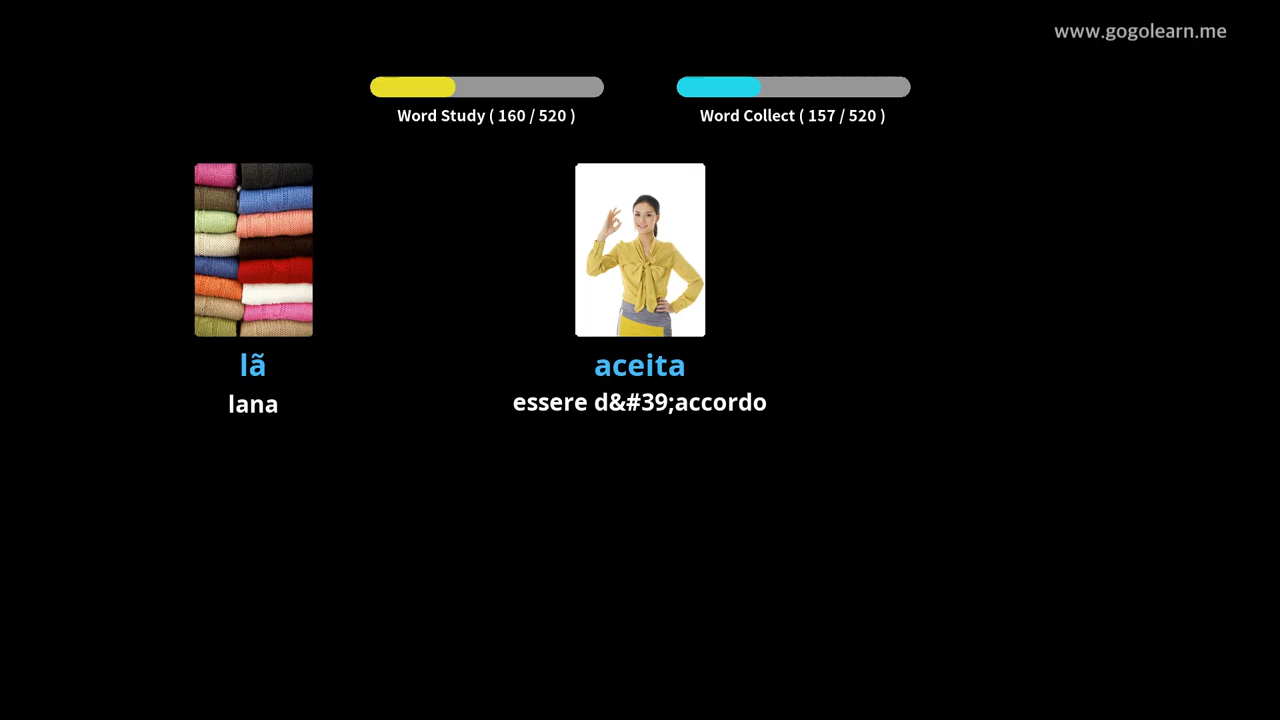 www.gogolearn.me
Word Study ( 160 / 520 )
Word Collect ( 157 / 520 )
lã
aceita
lana
essere d&#39;accordo